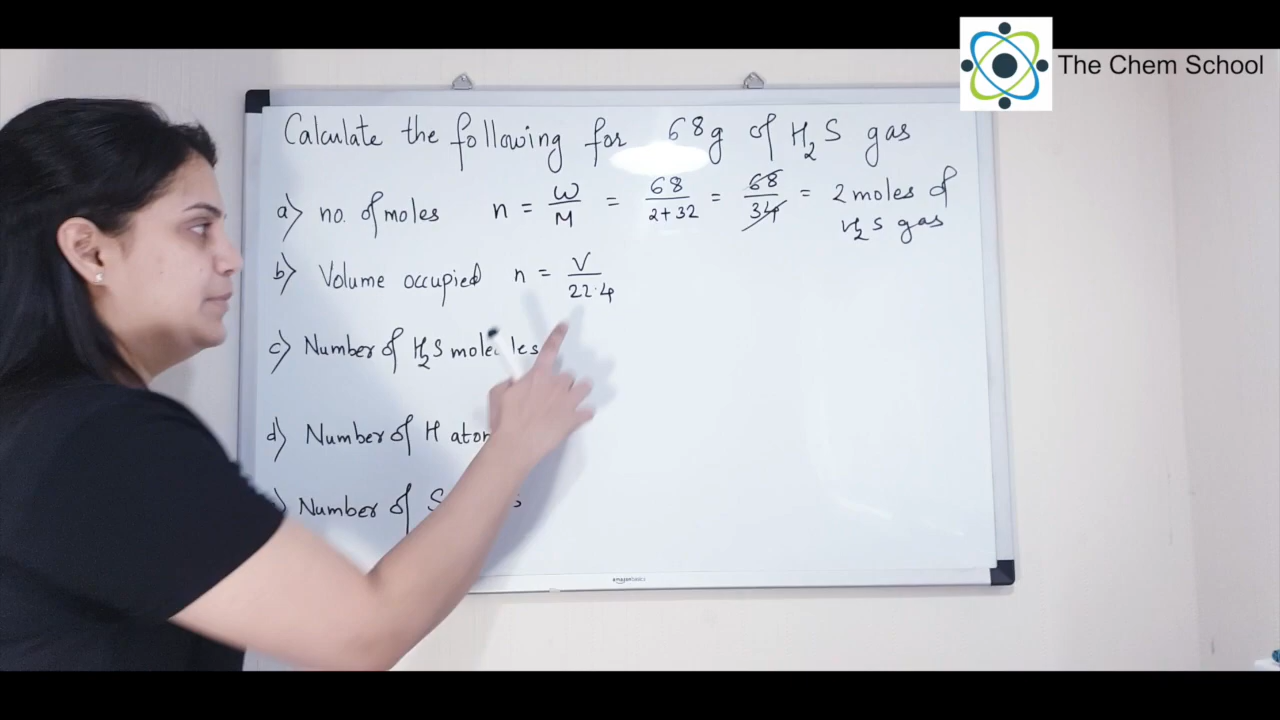 The Chem School
Calculate the following for 68g of H₂S gas
a) no. of moles n = W/M = 68/(2+32) = 68/34 = 2 moles of
H₂S gas
b) Volume occupied n = V/22.4
c) Number of H₂S molecules
d) Number of H
Number of S
amazonbasics